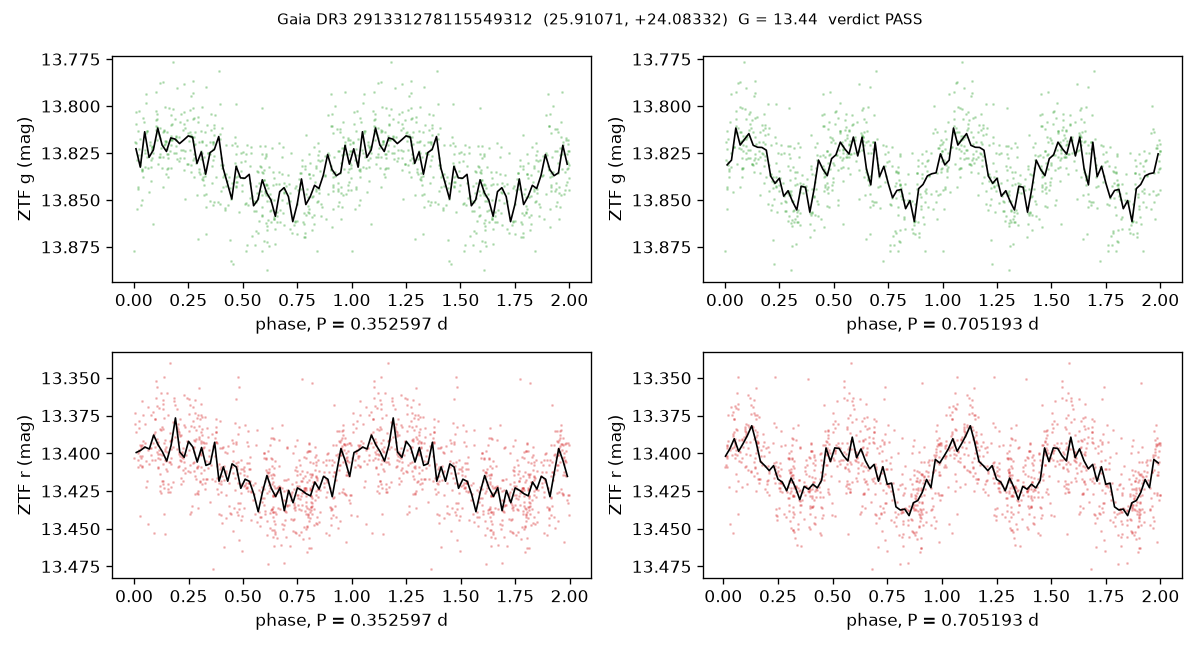 Gaia DR3 291331278115549312  (25.91071, +24.08332)  G = 13.44  verdict PASS
13.775
13.800
13.825
13.850
13.875
ZTF g (mag)
0.00 0.25 0.50 0.75 1.00 1.25 1.50 1.75 2.00
phase, P = 0.352597 d
13.775
13.800
13.825
13.850
13.875
ZTF g (mag)
0.00 0.25 0.50 0.75 1.00 1.25 1.50 1.75 2.00
phase, P = 0.705193 d
13.350
13.375
13.400
13.425
13.450
13.475
ZTF r (mag)
0.00 0.25 0.50 0.75 1.00 1.25 1.50 1.75 2.00
phase, P = 0.352597 d
13.350
13.375
13.400
13.425
13.450
13.475
ZTF r (mag)
0.00 0.25 0.50 0.75 1.00 1.25 1.50 1.75 2.00
phase, P = 0.705193 d